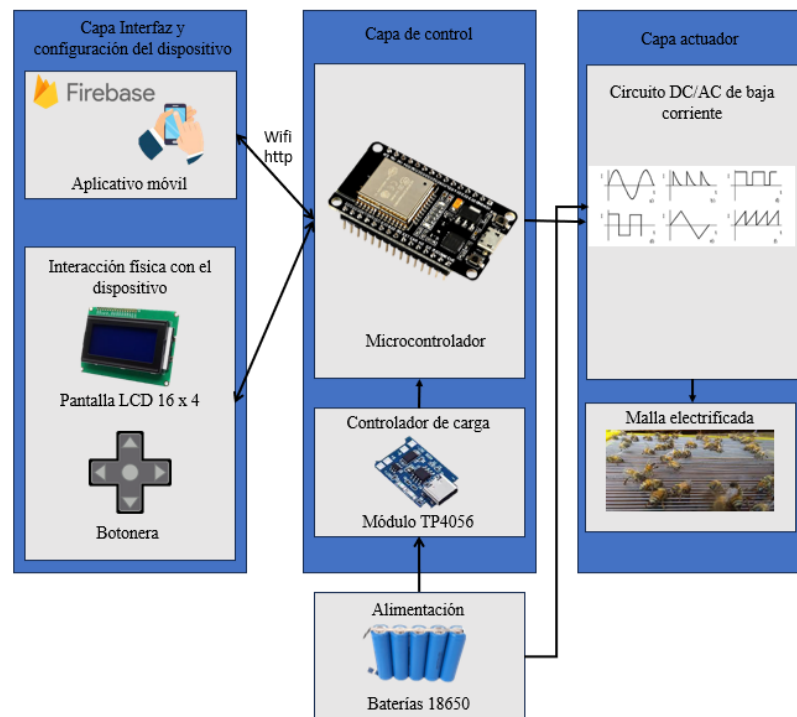 Capa Interfaz y
configuración del dispositivo
Firebase
Aplicativo móvil
Wifi
http
Interacción física con el
dispositivo
Pantalla LCD 16 x 4
Botonera
Capa de control
Microcontrolador
Controlador de carga
Módulo TP4056
Alimentación
Baterías 18650
Capa actuador
Circuito DC/AC de baja
corriente
Malla electrificada